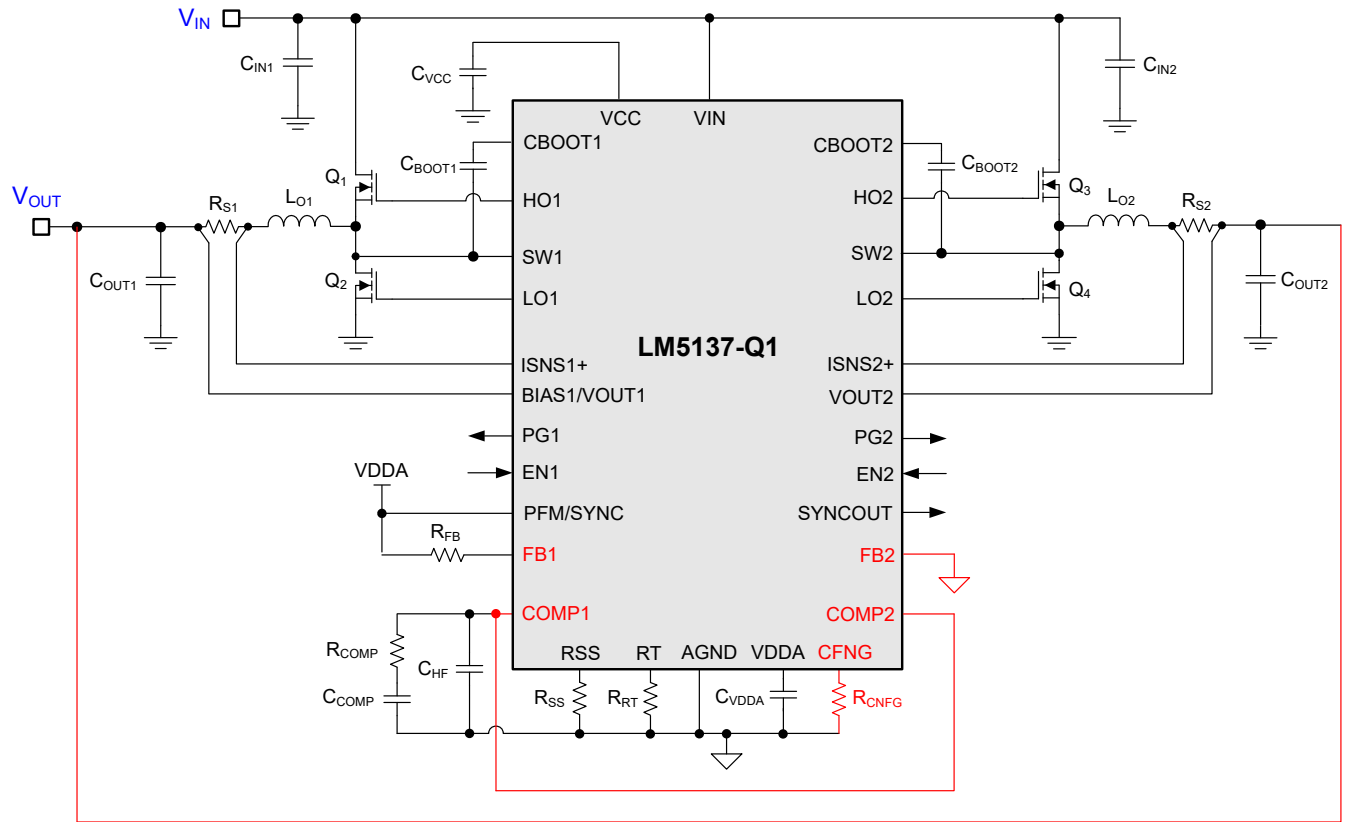 VIN
CIN1
CVCC
CIN2
VCC
VIN
CBOOT1
CBOOT2
CBOOT1
CBOOT2
Q1
HO1
HO2
Q3
VOUT
RS1
LO1
LO2
RS2
SW1
SW2
COUT1
Q2
LO1
LO2
Q4
COUT2
LM5137-Q1
ISNS1+
ISNS2+
BIAS1/VOUT1
VOUT2
PG1
PG2
VDDA
EN1
EN2
PFM/SYNC
SYNCOUT
RFB
FB1
FB2
COMP1
COMP2
RCOMP
CHF
RSS
RT
AGND
VDDA
CFNG
CCOMP
RSS
RRT
CVDDA
RCNFG